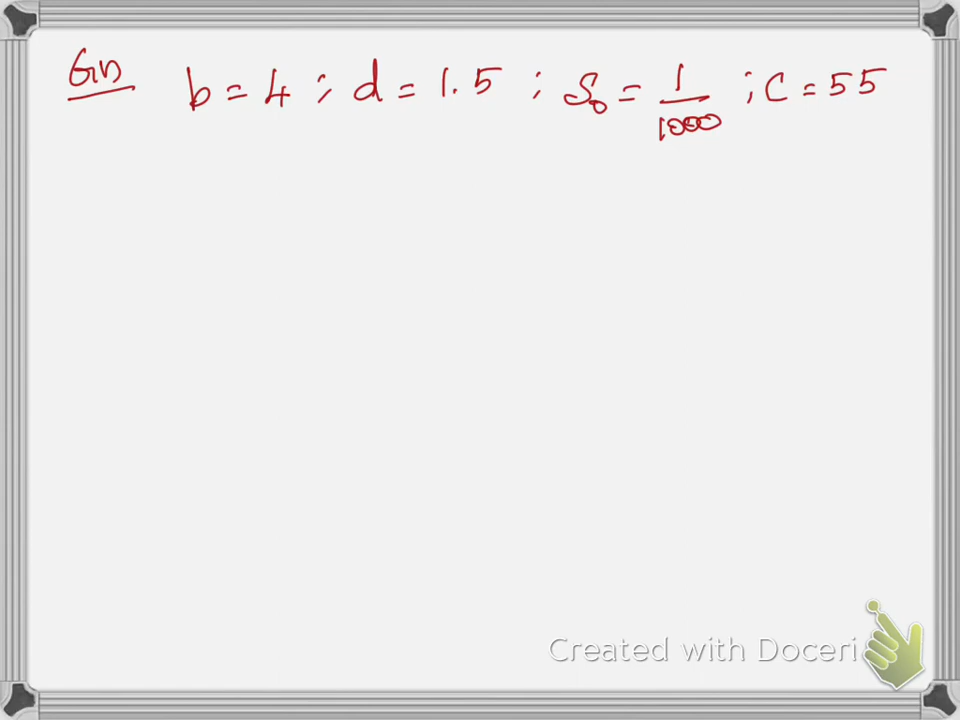 Gn b = 4 ; d = 1.5 ; S₀ = 1/1000 ; C = 55
Created with Doceri